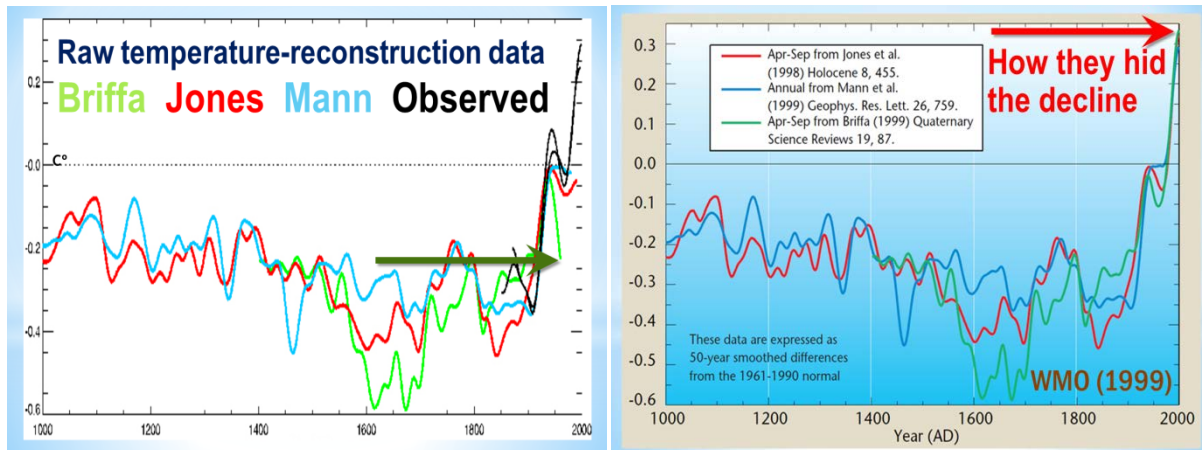 Raw temperature-reconstruction data
Briffa Jones Mann Observed
0.2
C°
-0.0
-0.2
-0.4
-0.6
1000 1200 1400 1600 1800 2000
0.3
0.2
0.1
0.0
-0.1
-0.2
-0.3
-0.4
-0.5
-0.6
Apr-Sep from Jones et al.
(1998) Holocene 8, 455.
Annual from Mann et al.
(1999) Geophys. Res. Lett. 26, 759.
Apr-Sep from Briffa (1999) Quaternary
Science Reviews 19, 87.
How they hid
the decline
These data are expressed as
50-year smoothed differences
from the 1961-1990 normal
WMO (1999)
1000 1200 1400 1600 1800 2000
Year (AD)